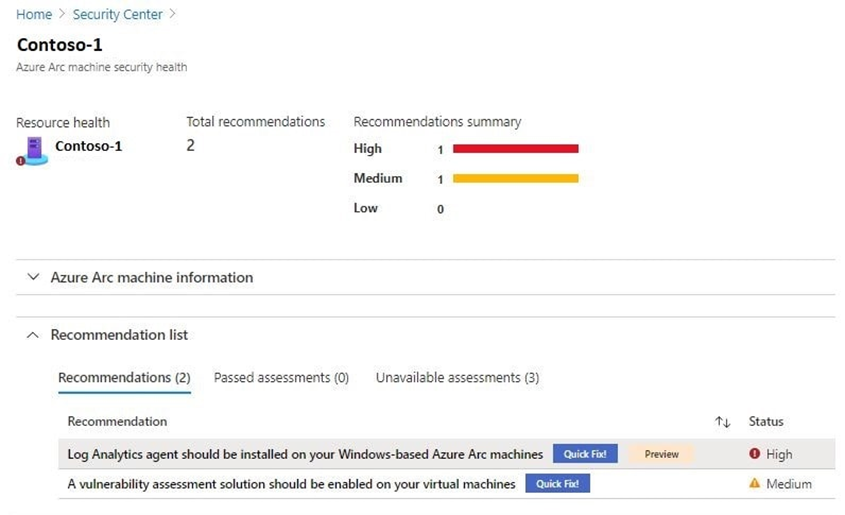 Home > Security Center >
Contoso-1
Azure Arc machine security health
Resource health
Contoso-1
Total recommendations
2
Recommendations summary
High 1
Medium 1
Low 0
Azure Arc machine information
Recommendation list
Recommendations (2) Passed assessments (0) Unavailable assessments (3)
Recommendation ↑↓ Status
Log Analytics agent should be installed on your Windows-based Azure Arc machines Quick Fix! Preview High
A vulnerability assessment solution should be enabled on your virtual machines Quick Fix! Medium